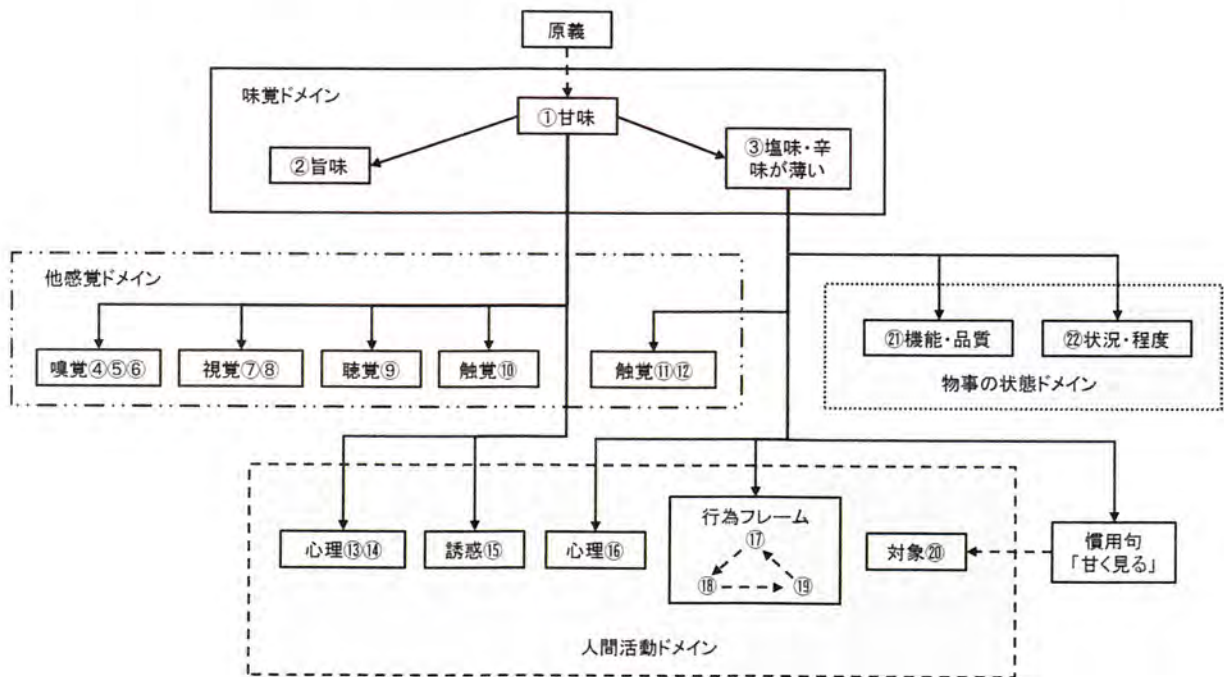 原義
味覚ドメイン
①甘味
②旨味
③塩味・辛
味が薄い
他感覚ドメイン
嗅覚④⑤⑥
視覚⑦⑧
聴覚⑨
触覚⑩
触覚⑪⑫
㉑機能・品質
㉒状況・程度
物事の状態ドメイン
心理⑬⑭
誘惑⑮
心理⑯
行為フレーム
⑰
⑱
⑲
対象⑳
慣用句
「甘く見る」
人間活動ドメイン